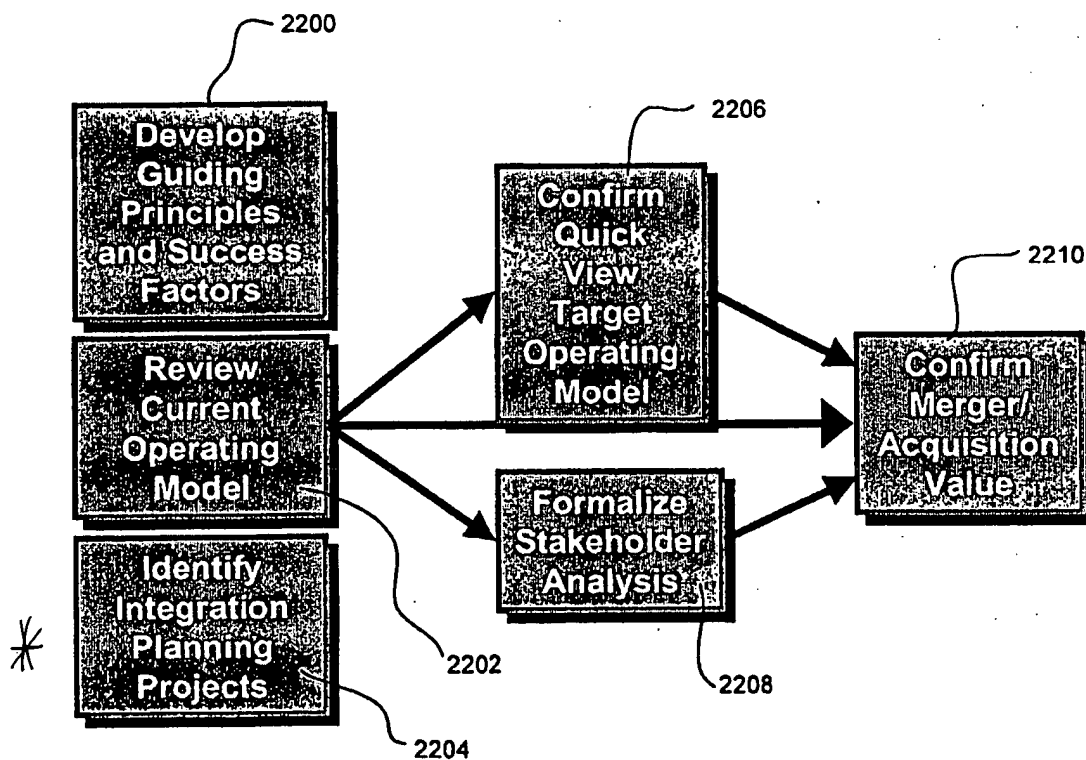 2200
Develop
Guiding
Principles
and Success
Factors
2206
Confirm
Quick
View
Target
Operating
Model
2210
Confirm
Merger/
Acquisition
Value
Review
Current
Operating
Model
2202
Formalize
Stakeholder
Analysis
2208
Identify
Integration
Planning
Projects
2204
*